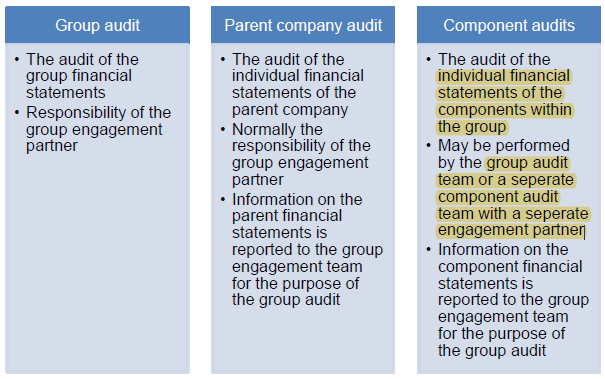 Group audit
• The audit of the
group financial
statements
• Responsibility of the
group engagement
partner
Parent company audit
• The audit of the
individual financial
statements of the
parent company
• Normally the
responsibility of the
group engagement
partner
• Information on the
parent financial
statements is
reported to the group
engagement team
for the purpose of
the group audit
Component audits
• The audit of the
individual financial
statements of the
components within
the group
• May be performed
by the group audit
team or a seperate
component audit
team with a seperate
engagement partner
• Information on the
component financial
statements is
reported to the group
engagement team
for the purpose of
the group audit